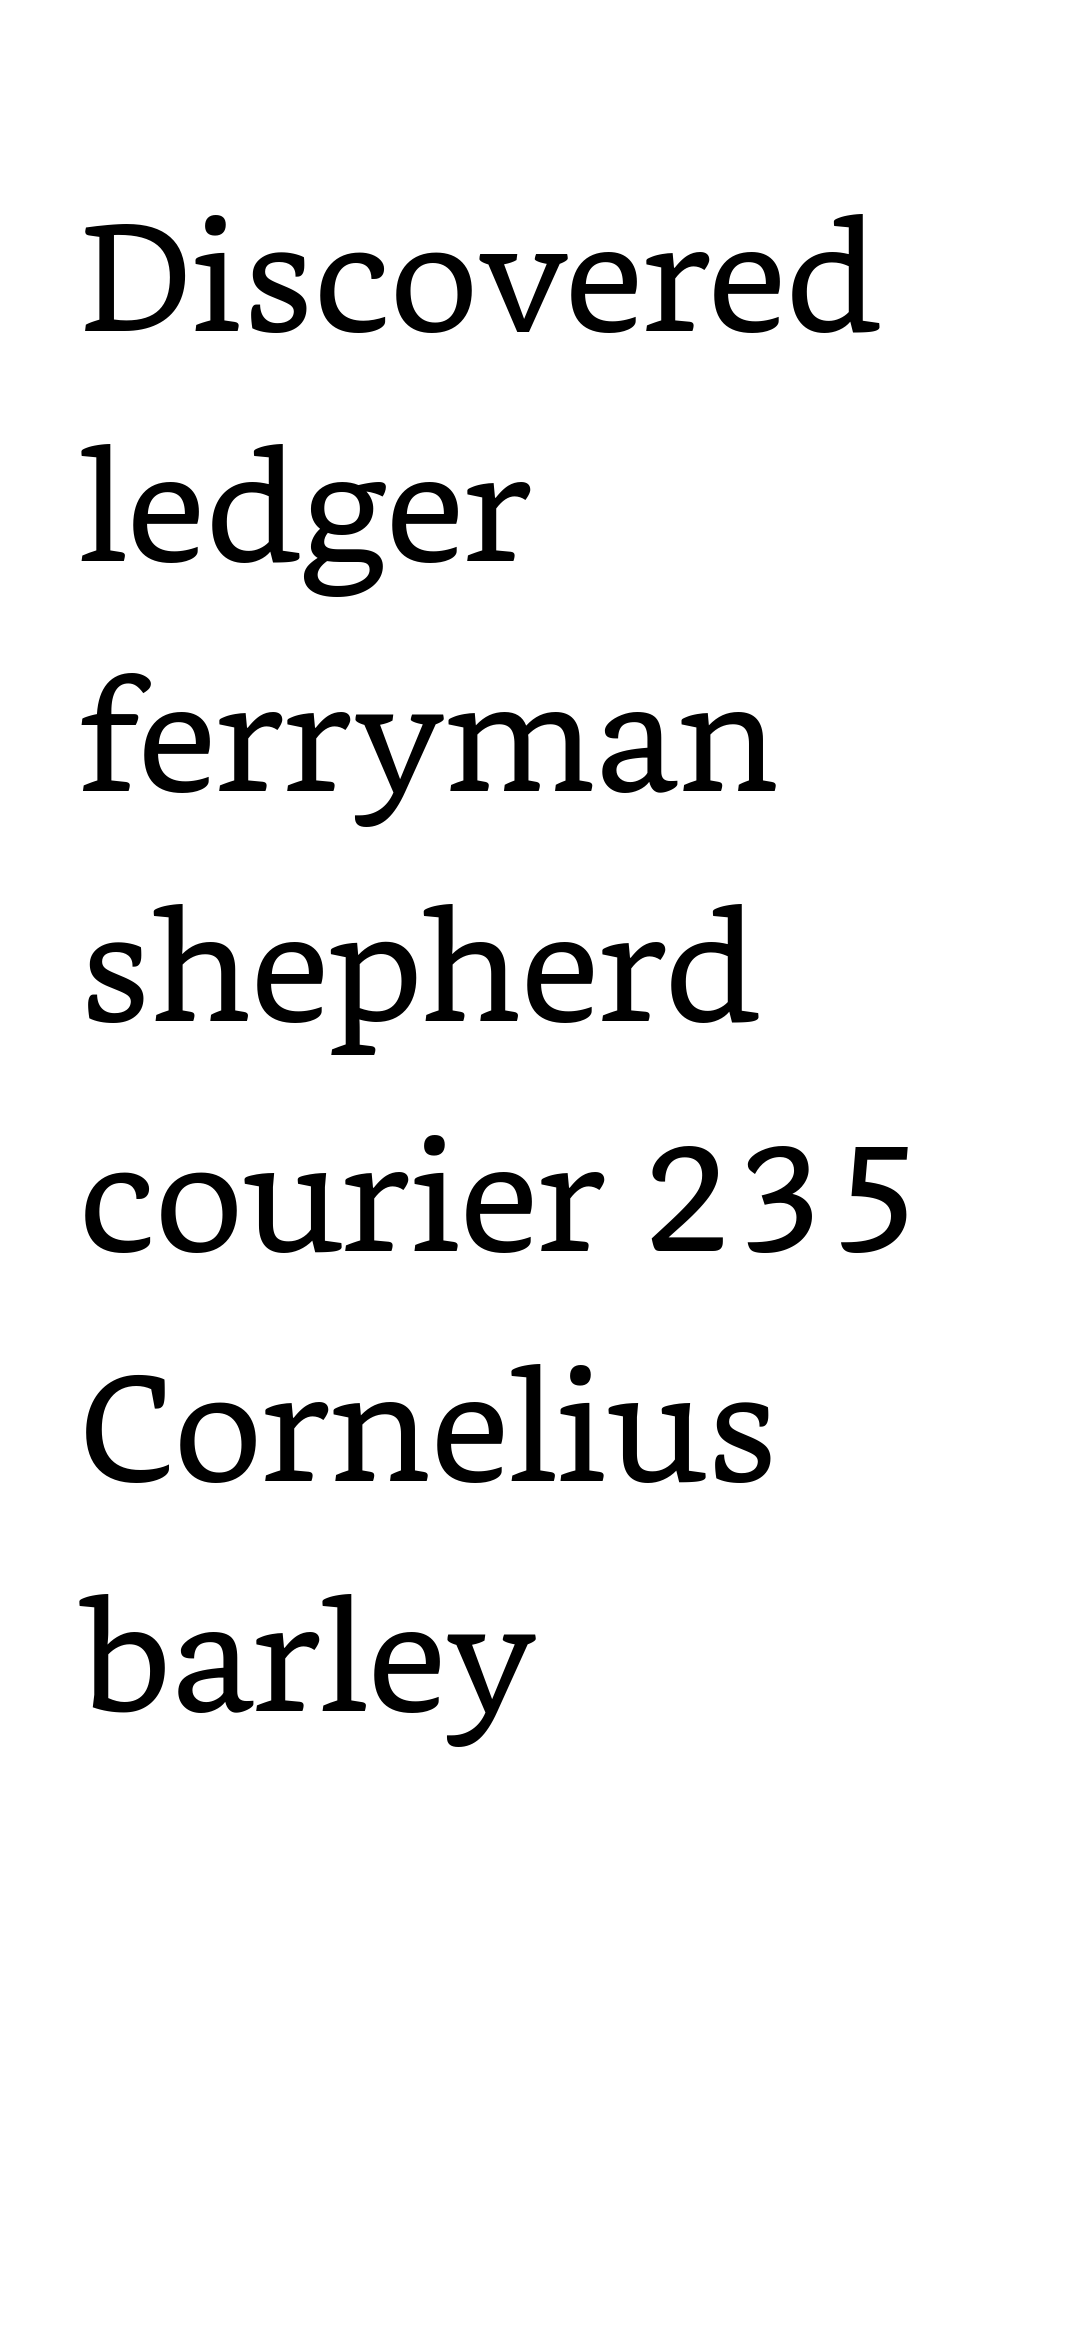 Discovered
ledger
ferryman
shepherd
courier 235
Cornelius
barley